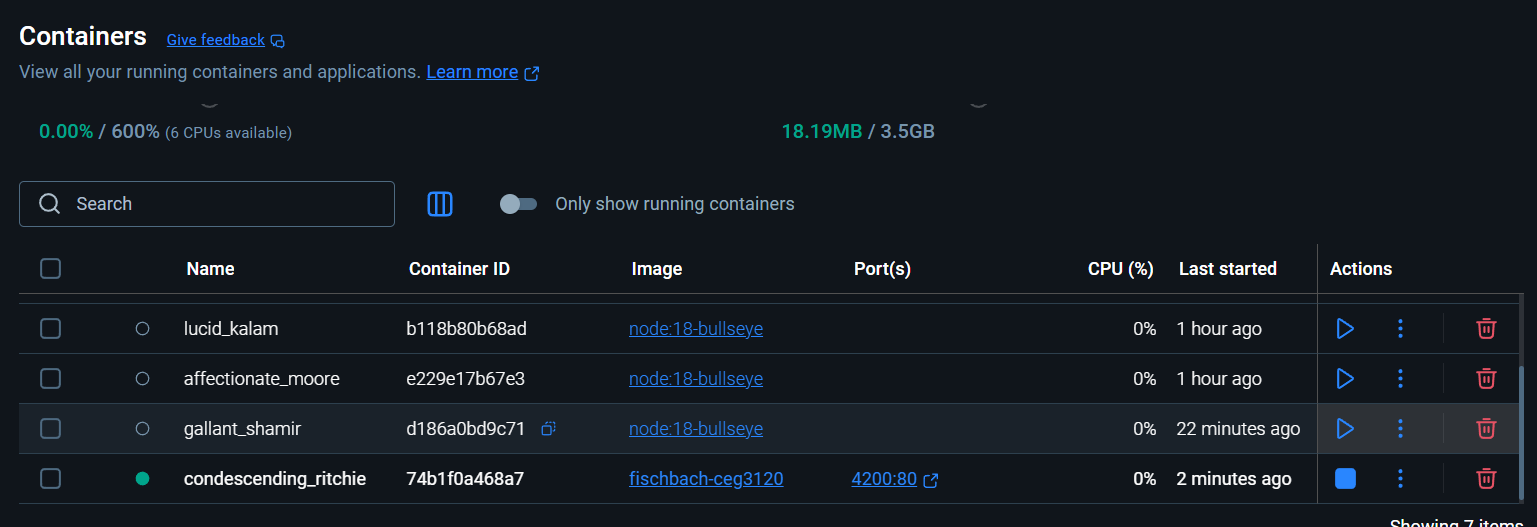 Containers Give feedback
View all your running containers and applications. Learn more
0.00% / 600% (6 CPUs available) 18.19MB / 3.5GB
Search Only show running containers
Name Container ID Image Port(s) CPU (%) Last started Actions
lucid_kalam b118b80b68ad node:18-bullseye 0% 1 hour ago
affectionate_moore e229e17b67e3 node:18-bullseye 0% 1 hour ago
gallant_shamir d186a0bd9c71 node:18-bullseye 0% 22 minutes ago
condescending_ritchie 74b1f0a468a7 fischbach-ceg3120 4200:80 0% 2 minutes ago
Showing 7 items